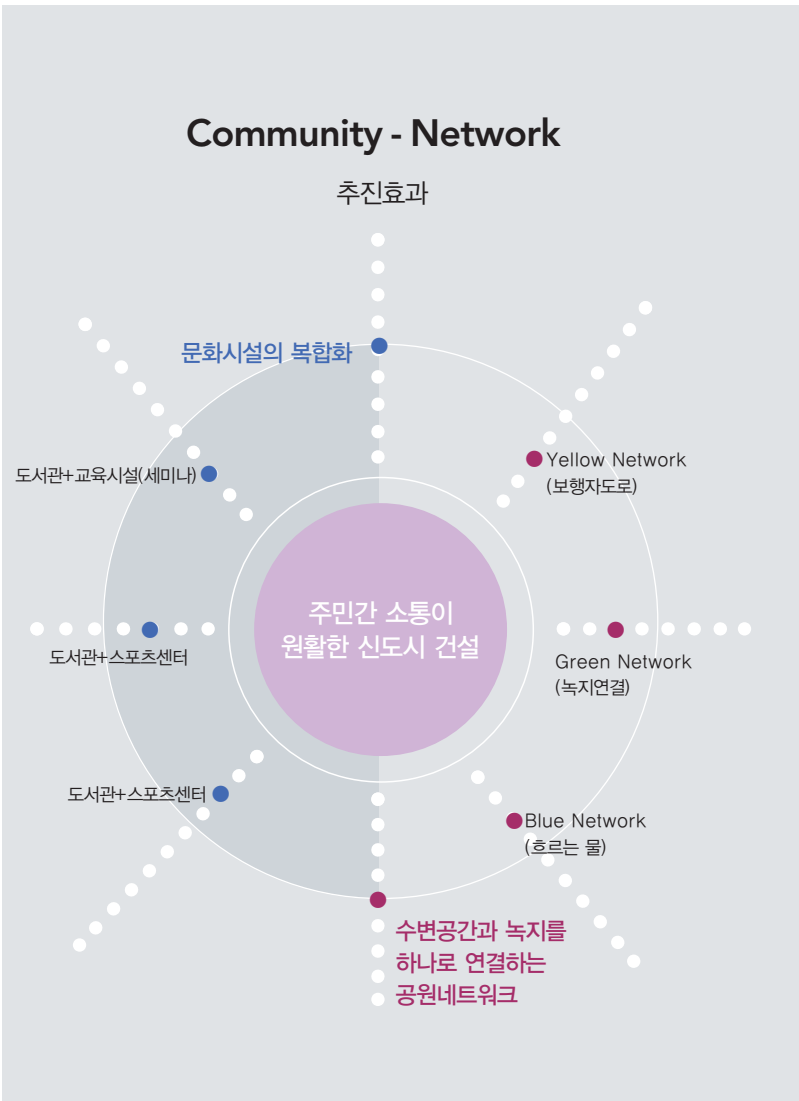 Community - Network
추진효과
문화시설의 복합화
도서관+교육시설(세미나)
도서관+스포츠센터
도서관+스포츠센터
주민간 소통이
원활한 신도시 건설
Yellow Network
(보행자도로)
Green Network
(녹지연결)
Blue Network
(흐르는 물)
수변공간과 녹지를
하나로 연결하는
공원네트워크